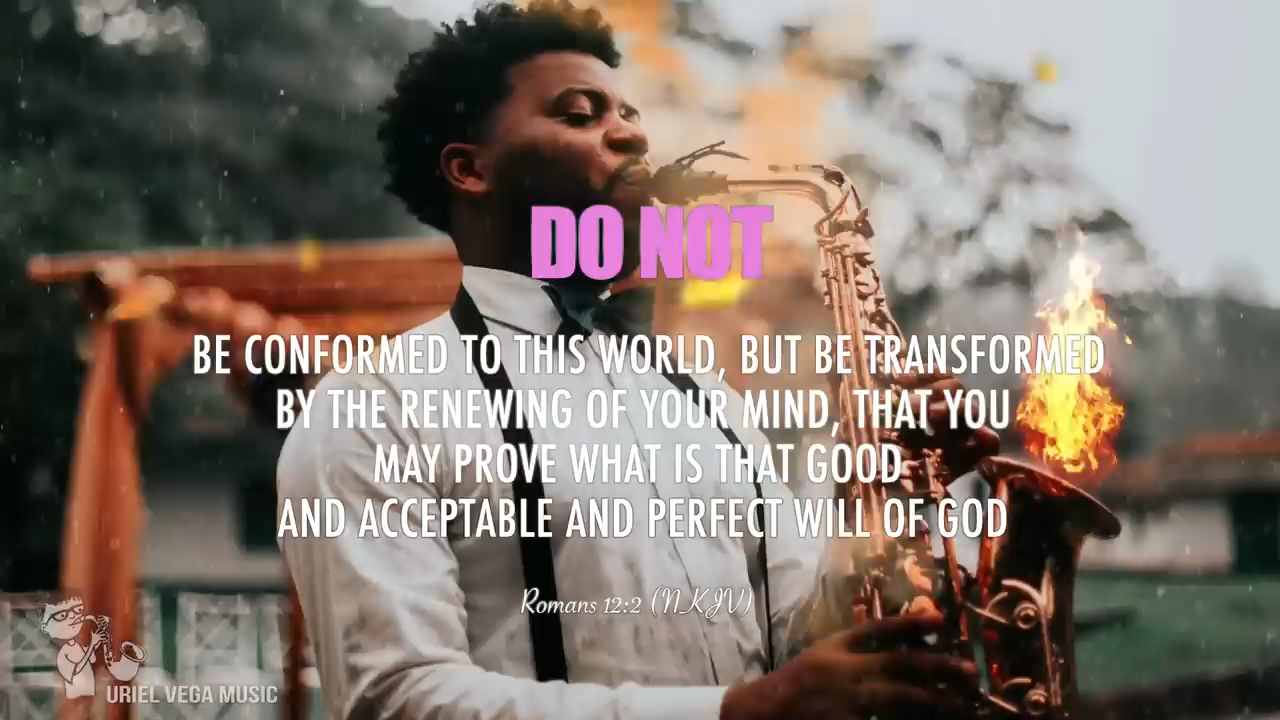 DO NOT
BE CONFORMED TO THIS WORLD, BUT BE TRANSFORMED
BY THE RENEWING OF YOUR MIND, THAT YOU
MAY PROVE WHAT IS THAT GOOD
AND ACCEPTABLE AND PERFECT WILL OF GOD
Romans 12:2 (NKJV)
URIEL VEGA MUSIC